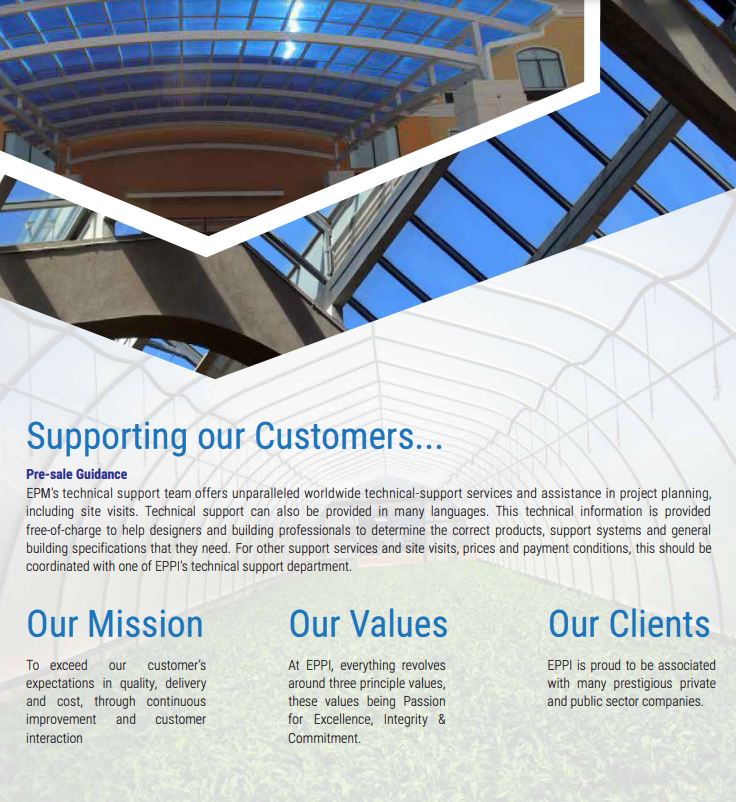 Supporting our Customers...
Pre-sale Guidance
EPM's technical support team offers unparalleled worldwide technical-support services and assistance in project planning,
including site visits. Technical support can also be provided in many languages. This technical information is provided
free-of-charge to help designers and building professionals to determine the correct products, support systems and general
building specifications that they need. For other support services and site visits, prices and payment conditions, this should be
coordinated with one of EPPI's technical support department.
Our Mission
To exceed our customer's
expectations in quality, delivery
and cost, through continuous
improvement and customer
interaction
Our Values
At EPPI, everything revolves
around three principle values,
these values being Passion
for Excellence, Integrity &
Commitment.
Our Clients
EPPI is proud to be associated
with many prestigious private
and public sector companies.